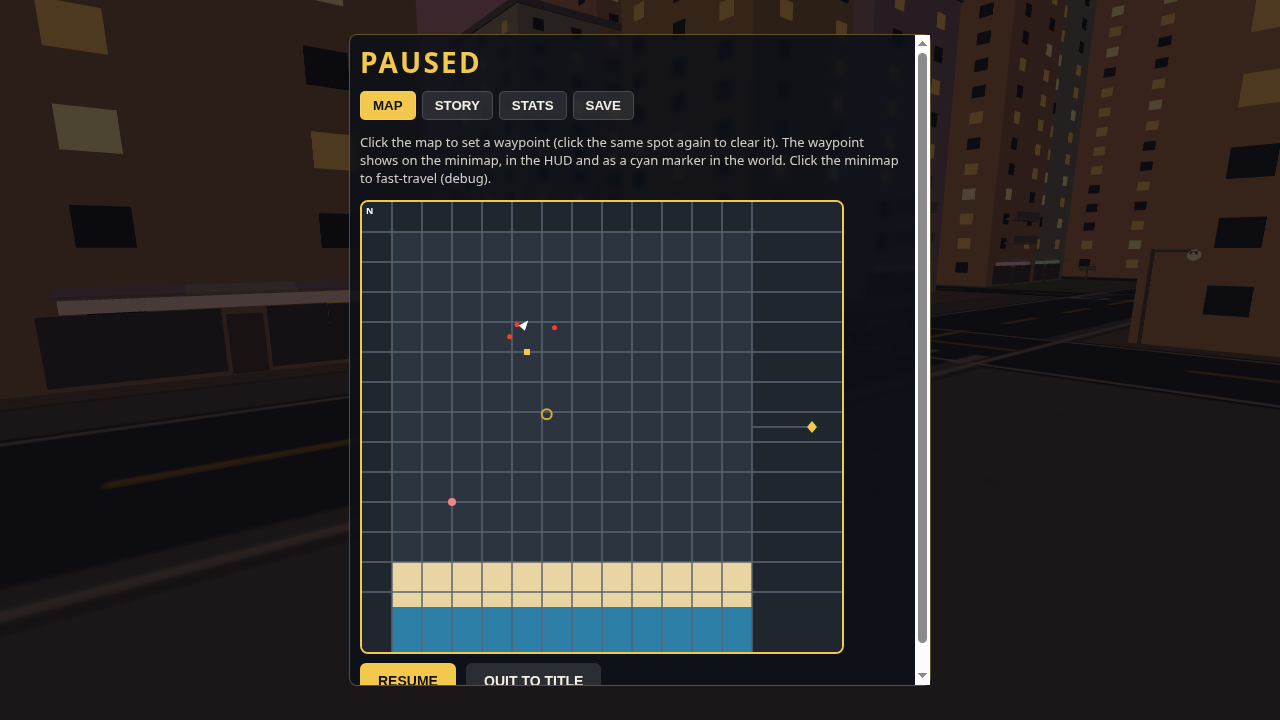 PAUSED
MAP STORY STATS SAVE
Click the map to set a waypoint (click the same spot again to clear it). The waypoint
shows on the minimap, in the HUD and as a cyan marker in the world. Click the minimap
to fast-travel (debug).
N
RESUME QUIT TO TITLE